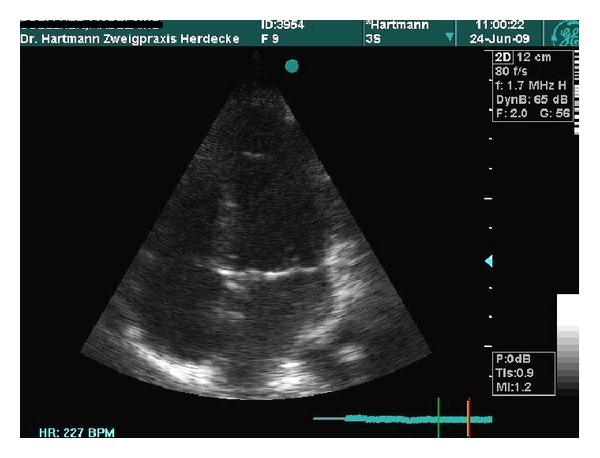 ID:3954 *Hartmann 11:00:22
Dr. Hartmann Zweigpraxis Herdecke F 9 3S 24-Jun-09
2D 12 cm
80 f/s
f: 1.7 MHz H
DynB: 65 dB
F: 2.0 G: 56
P:0dB
TIs:0.9
MI:1.2
HR: 227 BPM